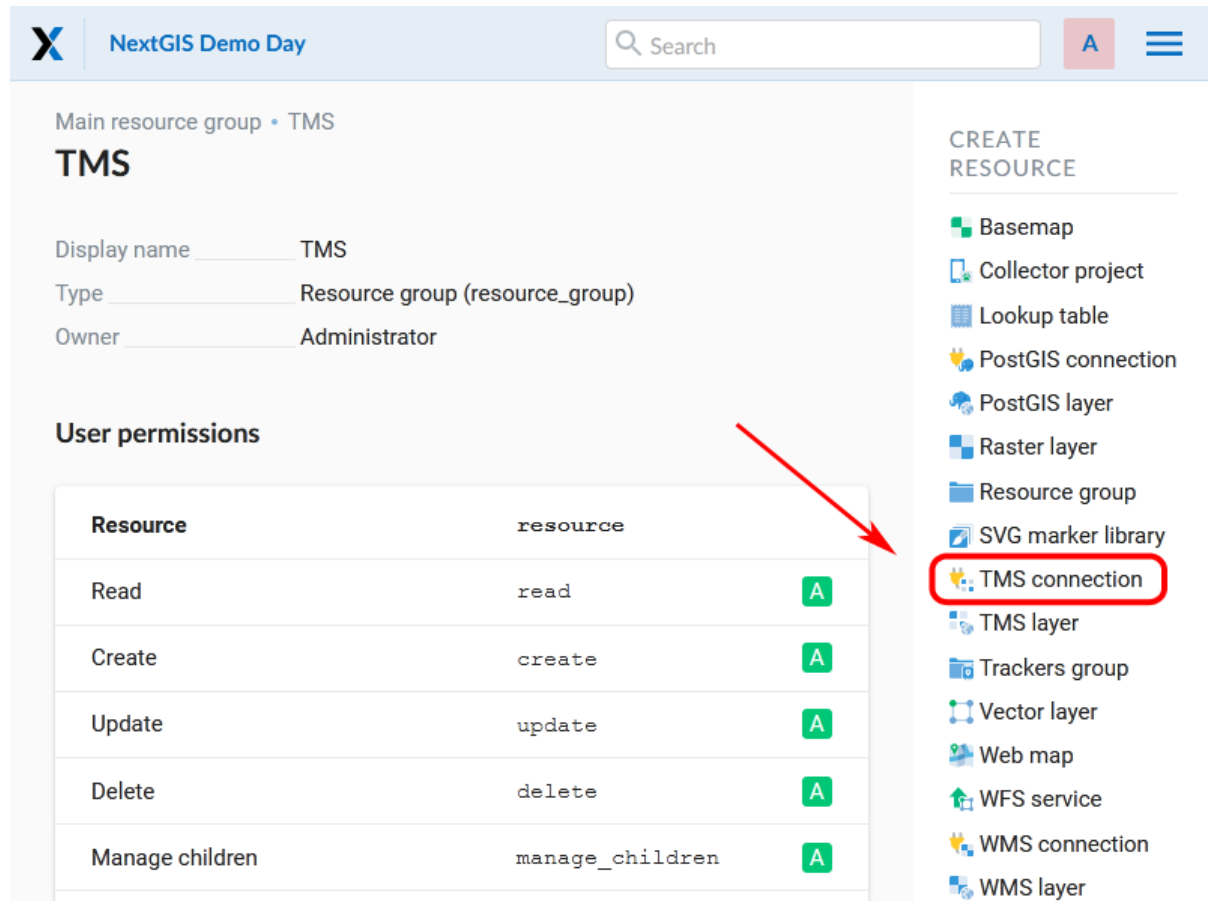 NextGIS Demo Day
Search
A
Main resource group • TMS
TMS
Display name TMS
Type Resource group (resource_group)
Owner Administrator
User permissions
Resource resource
Read read A
Create create A
Update update A
Delete delete A
Manage children manage_children A
CREATE
RESOURCE
Basemap
Collector project
Lookup table
PostGIS connection
PostGIS layer
Raster layer
Resource group
SVG marker library
TMS connection
TMS layer
Trackers group
Vector layer
Web map
WFS service
WMS connection
WMS layer